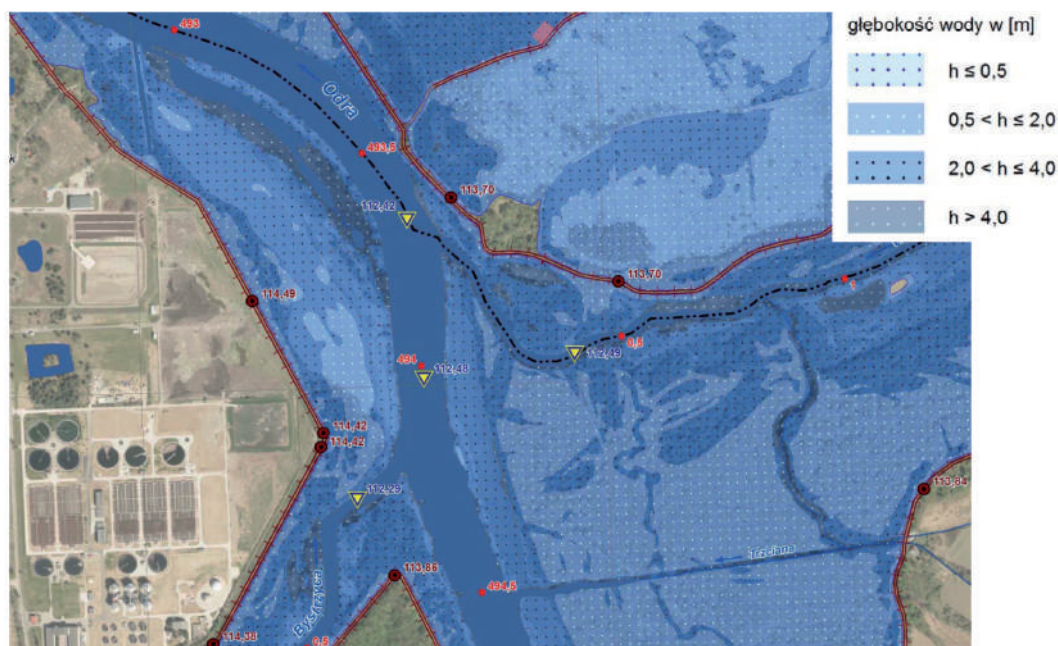 głębokość wody w [m]
h ≤ 0,5
0,5 < h ≤ 2,0
2,0 < h ≤ 4,0
h > 4,0
493
Odra
493,5
113,70
112,42
113,70
1
114,49
0,5
112,49
494
112,48
114,42
114,42
112,29
113,84
Trzciana
113,86
494,5
Bystrzyca
114,38
0,5